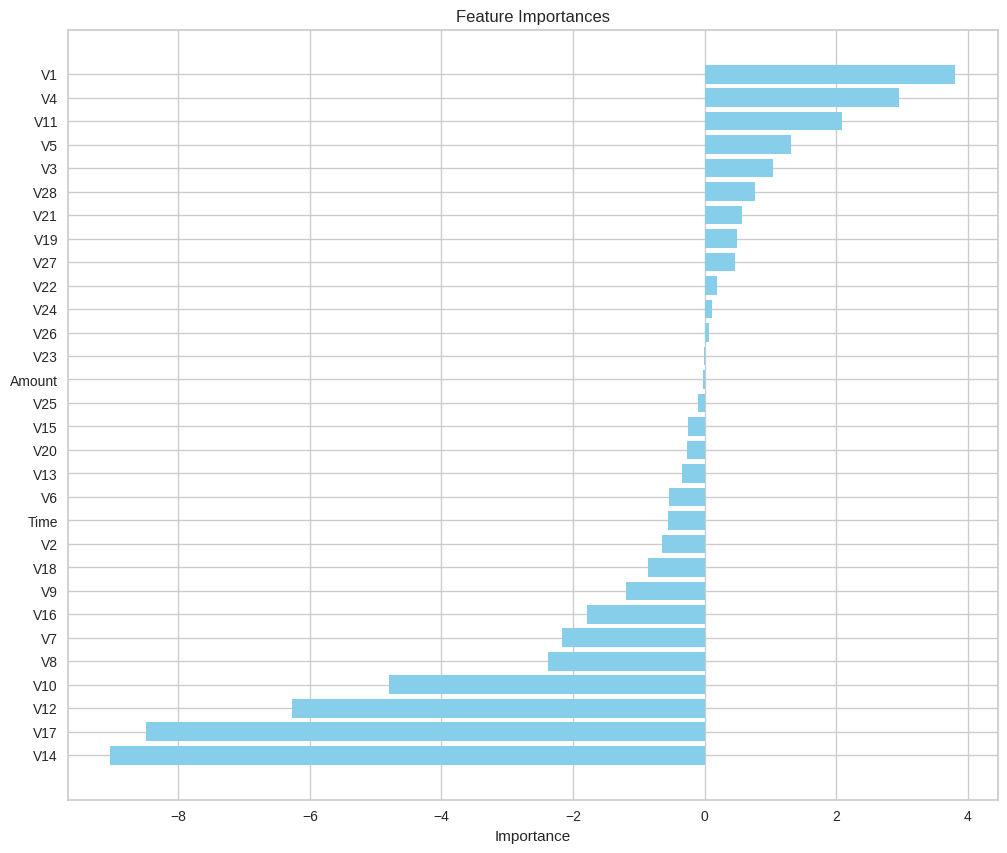 Feature Importances
V1
V4
V11
V5
V3
V28
V21
V19
V27
V22
V24
V26
V23
Amount
V25
V15
V20
V13
V6
Time
V2
V18
V9
V16
V7
V8
V10
V12
V17
V14
−8 −6 −4 −2 0 2 4
Importance